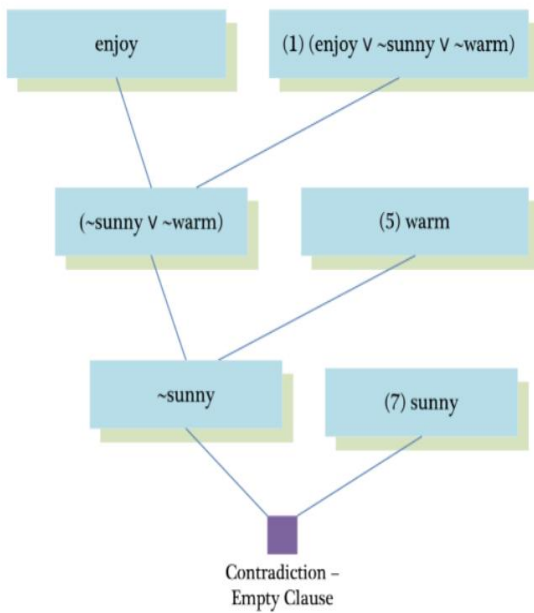 enjoy
(1) (enjoy ∨ ~sunny ∨ ~warm)
(~sunny ∨ ~warm)
(5) warm
~sunny
(7) sunny
Contradiction –
Empty Clause